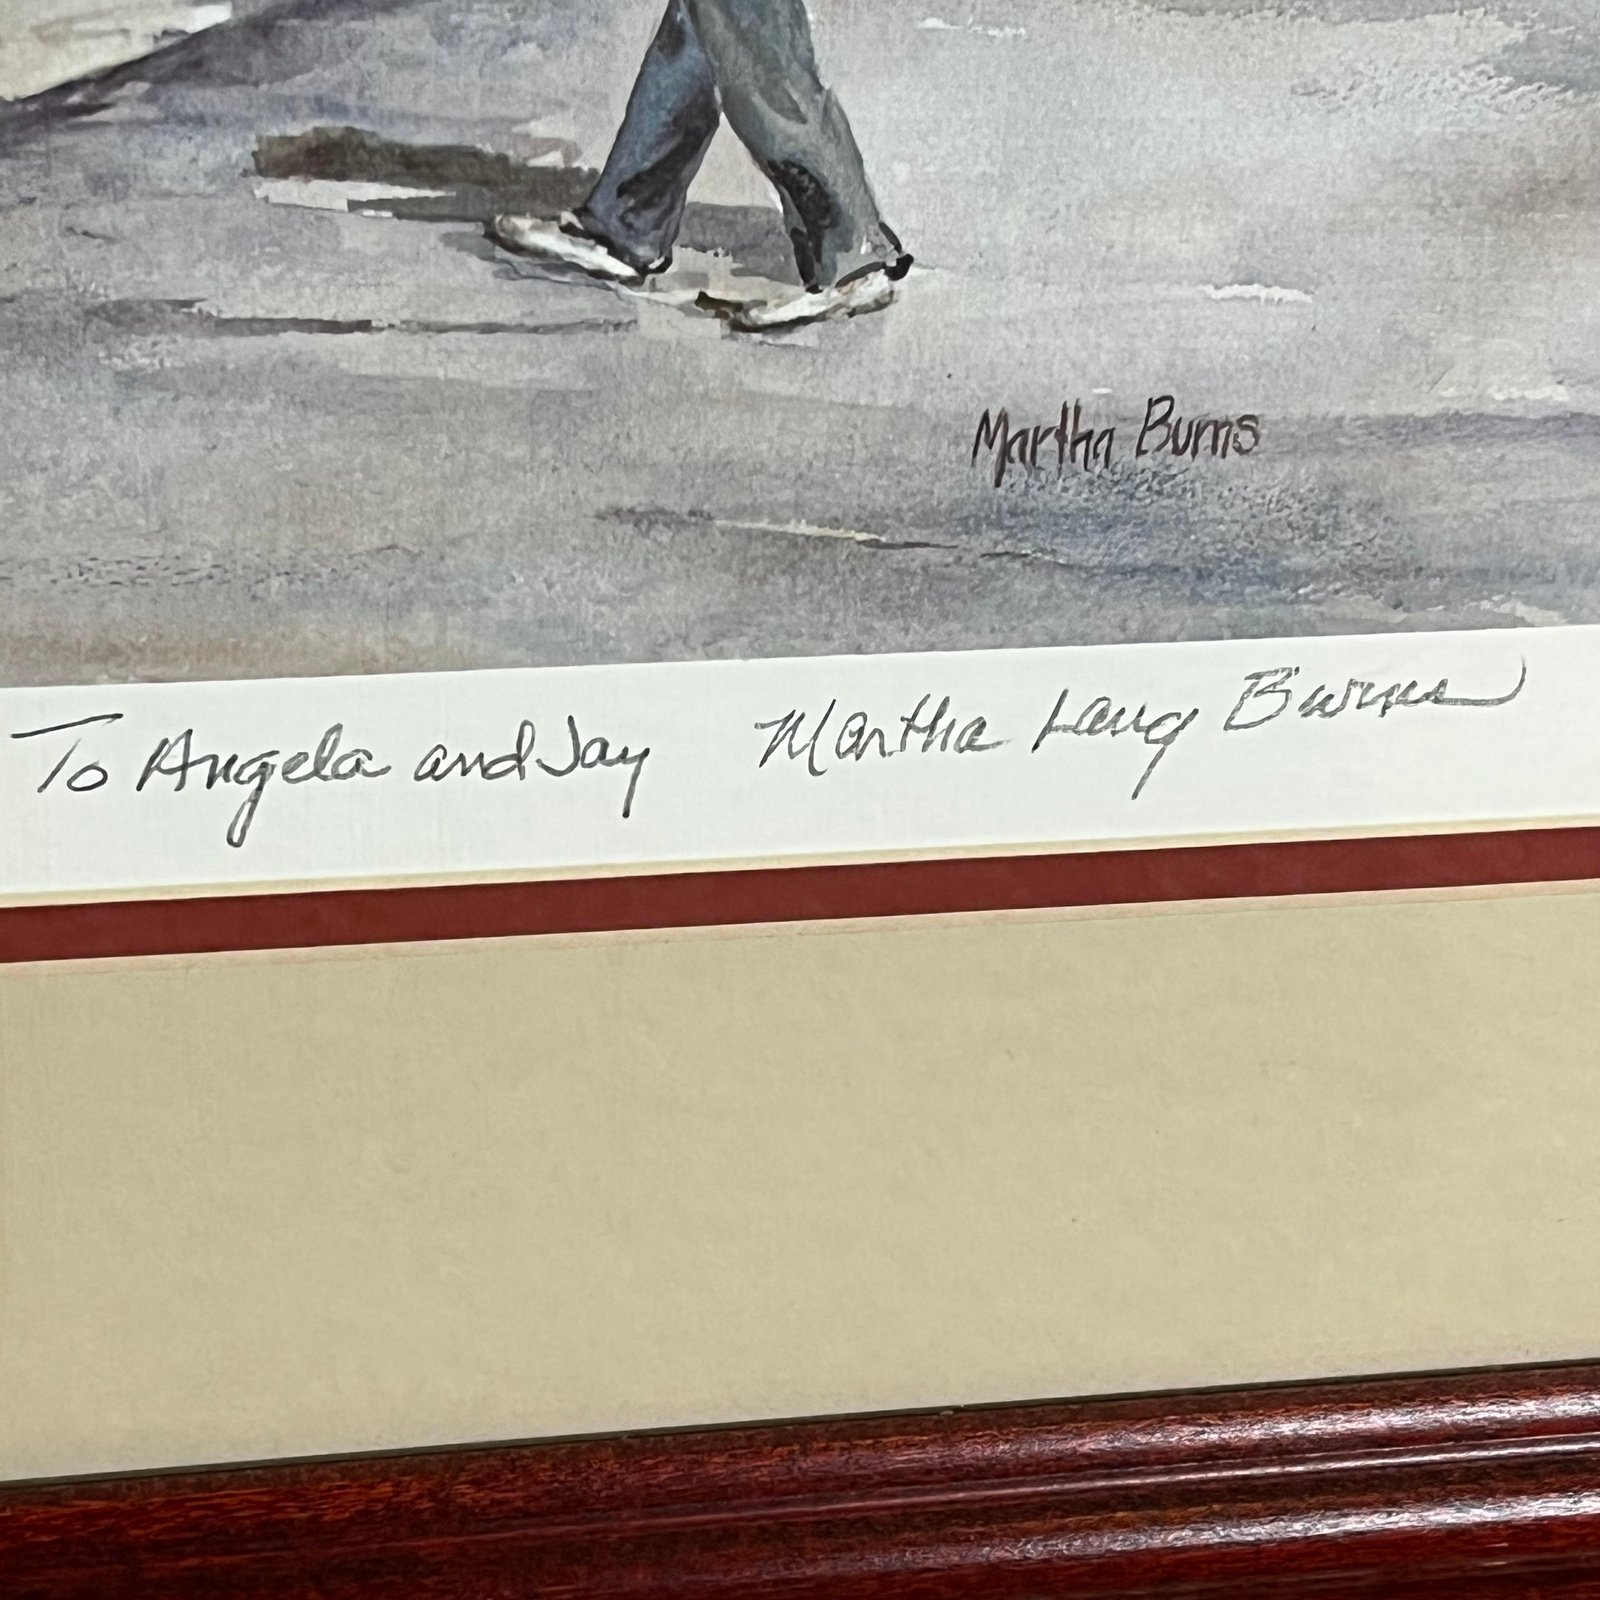 Martha Burns
To Angela and Jay Martha Lang Burns